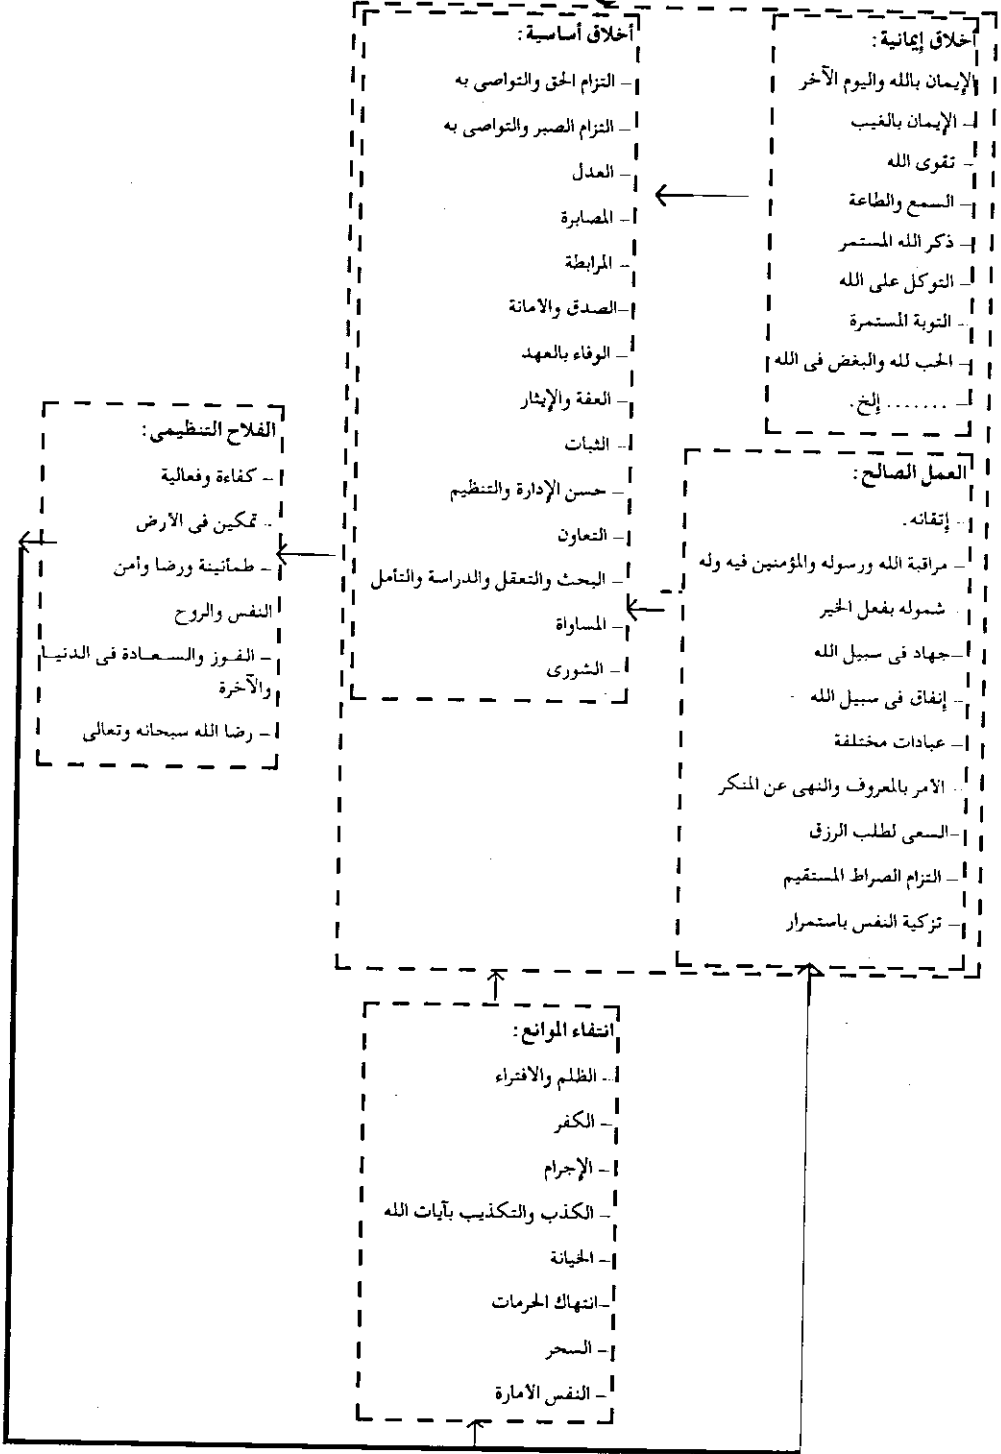 أخلاق إيمانية:
الإيمان بالله واليوم الآخر
– الإيمان بالغيب
– تقوى الله
– السمع والطاعة
– ذكر الله المستمر
– التوكل على الله
– التوبة المستمرة
– الحب لله والبغض فى الله
– ....... إلخ.
أخلاق أساسية:
– التزام الحق والتواصى به
– التزام الصبر والتواصى به
– العدل
– المصابرة
– المرابطة
– الصدق والأمانة
– الوفاء بالعهد
– العفة والإيثار
– الثبات
– حسن الإدارة والتنظيم
– التعاون
– البحث والتعقل والدراسة والتأمل
– المساواة
– الشورى
العمل الصالح:
– إتقانه.
– مراقبة الله ورسوله والمؤمنين فيه وله
شموله بفعل الخير
– جهاد فى سبيل الله
– إنفاق فى سبيل الله
– عبادات مختلفة
– الأمر بالمعروف والنهى عن المنكر
– السعى لطلب الرزق
– التزام الصراط المستقيم
– تزكية النفس باستمرار
الفلاح التنظيمى:
– كفاءة وفعالية
– تمكين فى الأرض
– طمأنينة ورضا وأمن
النفس والروح
– الفوز والسعادة فى الدنيا
والآخرة
– رضا الله سبحانه وتعالى
انتفاء الموانع:
– الظلم والافتراء
– الكفر
– الإجرام
– الكذب والتكذيب بآيات الله
– الخيانة
– انتهاك الحرمات
– السحر
– النفس الأمارة